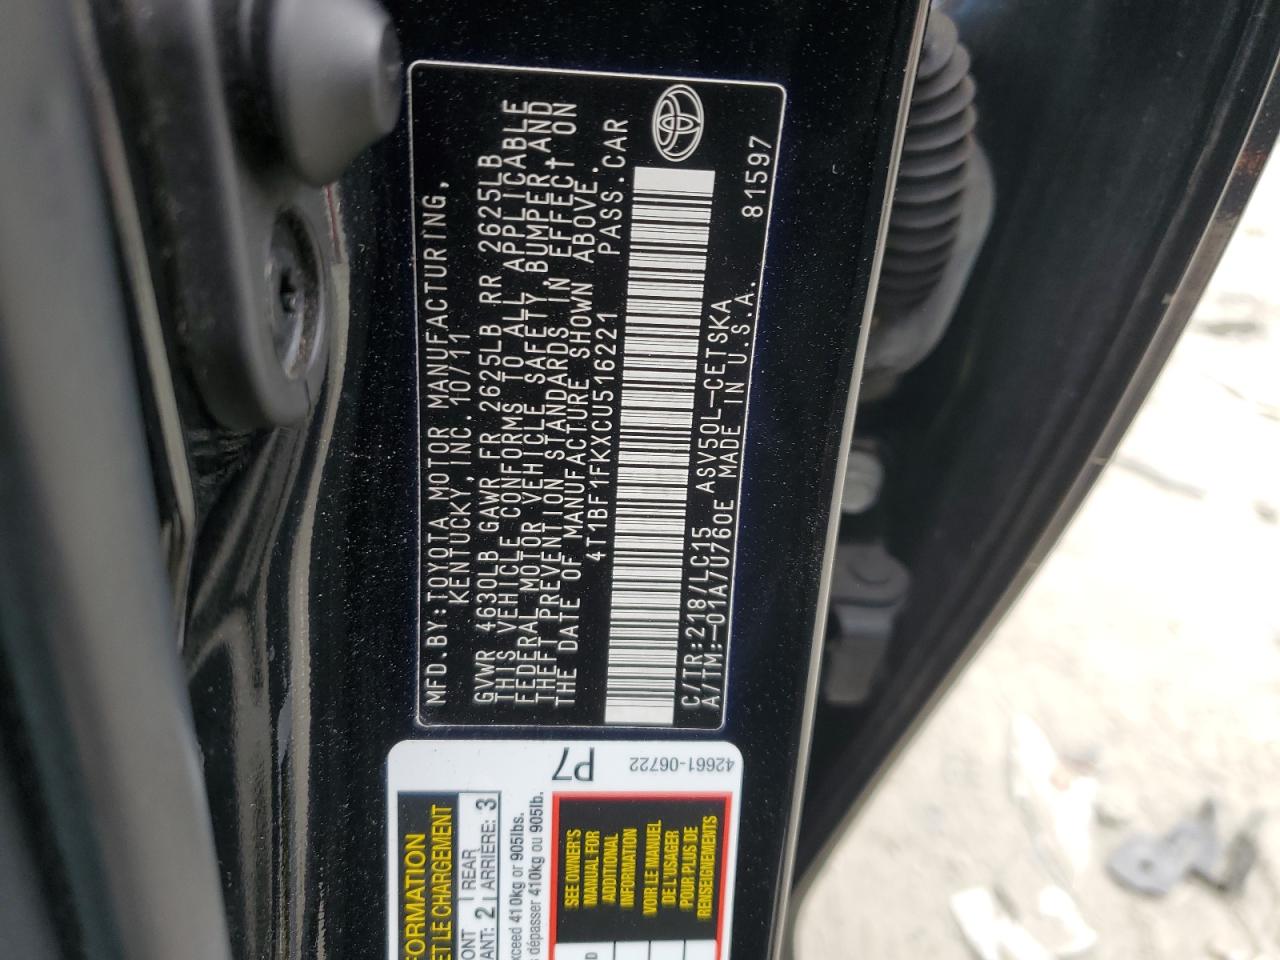 MFD.BY:TOYOTA MOTOR MANUFACTURING,
KENTUCKY,INC.10/11
GVWR 4630LB GAWR FR 2625LB RR 2625LB
THIS VEHICLE CONFORMS TO ALL APPLICABLE
FEDERAL MOTOR VEHICLE SAFETY,BUMPER,AND
THEFT PREVENTION STANDARDS IN EFFECT ON
THE DATE OF MANUFACTURE SHOWN ABOVE.
4T1BF1FKXCU516221 PASS.CAR
C/TR:218/LC15 ASV50L-CETSKA
A/TM:-01A/U760E MADE IN U.S.A.
81597
P7
42661-06722
FORMATION
ET LE CHARGEMENT
ONT REAR
ANT: 2 ARRIÈRE: 3
xceed 410kg or 905lbs.
s dépasser 410kg ou 905lb.
SEE OWNER'S
MANUAL FOR
ADDITIONAL
INFORMATION
VOIR LE MANUEL
DE L'USAGER
POUR PLUS DE
RENSEIGNEMENTS